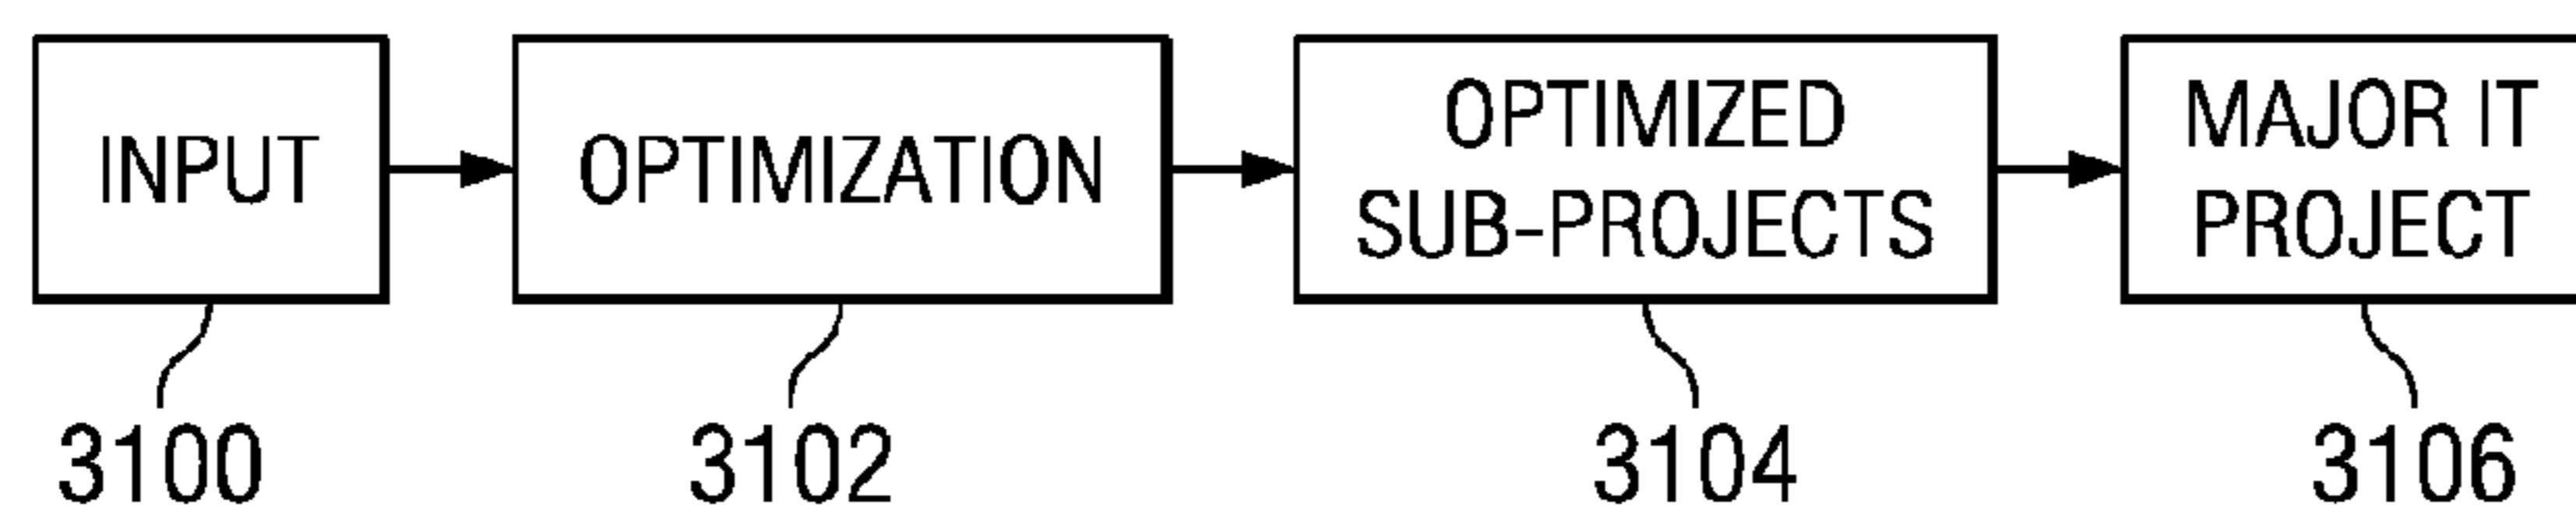 INPUT
OPTIMIZATION
OPTIMIZED
SUB-PROJECTS
MAJOR IT
PROJECT
3100
3102
3104
3106